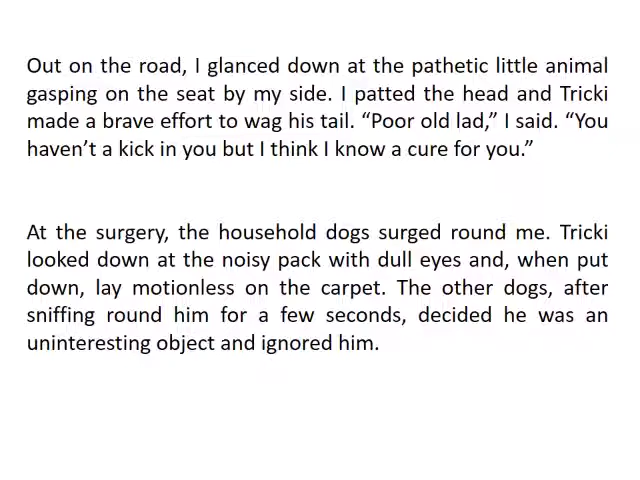 Out on the road, I glanced down at the pathetic little animal
gasping on the seat by my side. I patted the head and Tricki
made a brave effort to wag his tail. “Poor old lad,” I said. “You
haven’t a kick in you but I think I know a cure for you.”
At the surgery, the household dogs surged round me. Tricki
looked down at the noisy pack with dull eyes and, when put
down, lay motionless on the carpet. The other dogs, after
sniffing round him for a few seconds, decided he was an
uninteresting object and ignored him.